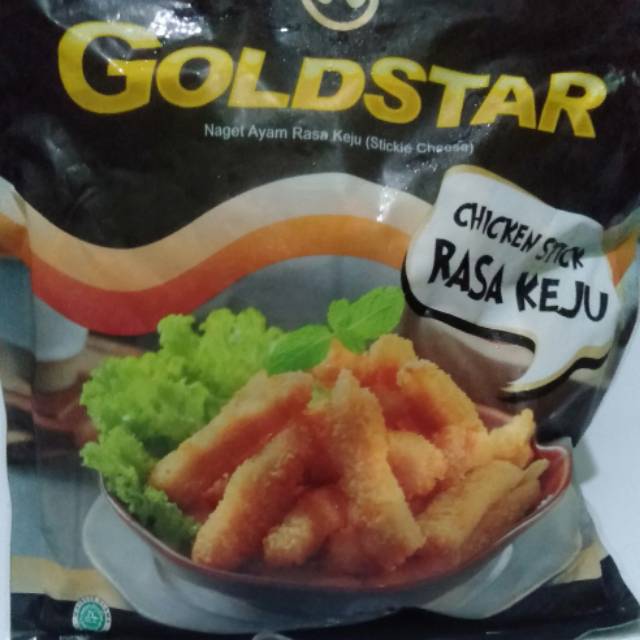 GOLDSTAR
Naget Ayam Rasa Keju (Stickie Cheese)
CHICKEN STICK
RASA KEJU